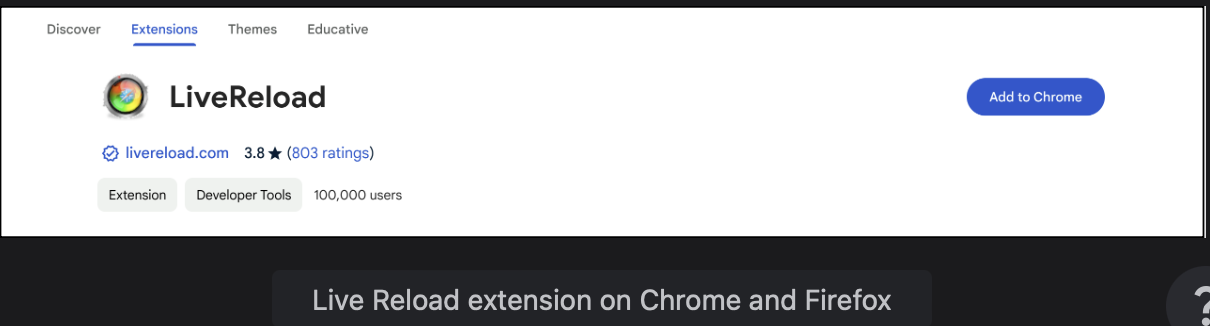 Discover Extensions Themes Educative
LiveReload
Add to Chrome
livereload.com 3.8★ (803 ratings)
Extension Developer Tools 100,000 users
Live Reload extension on Chrome and Firefox
?